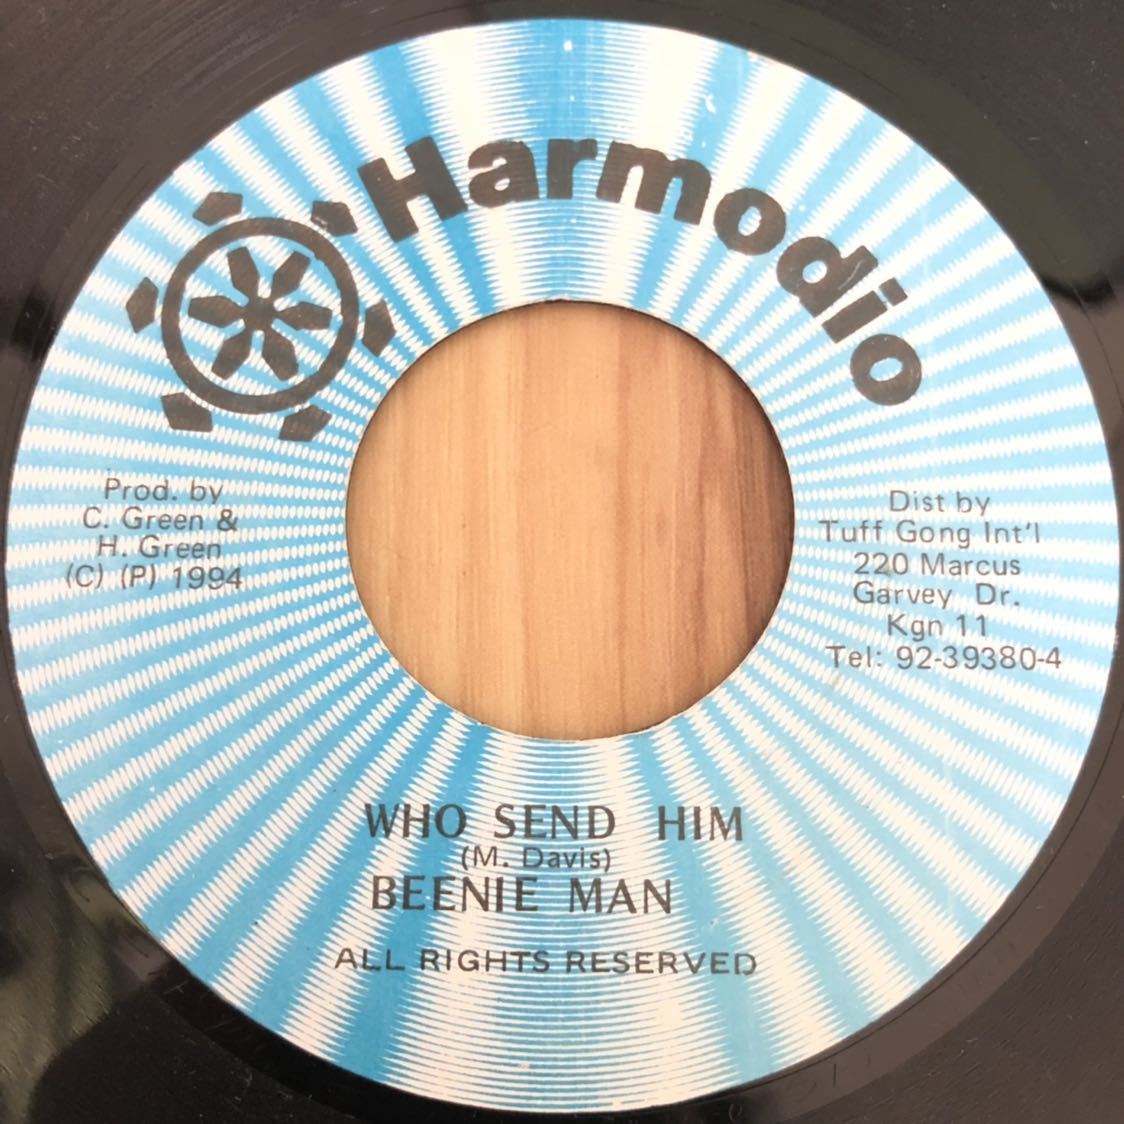 Harmodio
Prod. by
C. Green &
H. Green
(C) (P) 1994
Dist by
Tuff Gong Int'l
220 Marcus
Garvey Dr.
Kgn 11
Tel: 92-39380-4
WHO SEND HIM
(M. Davis)
BEENIE MAN
ALL RIGHTS RESERVED